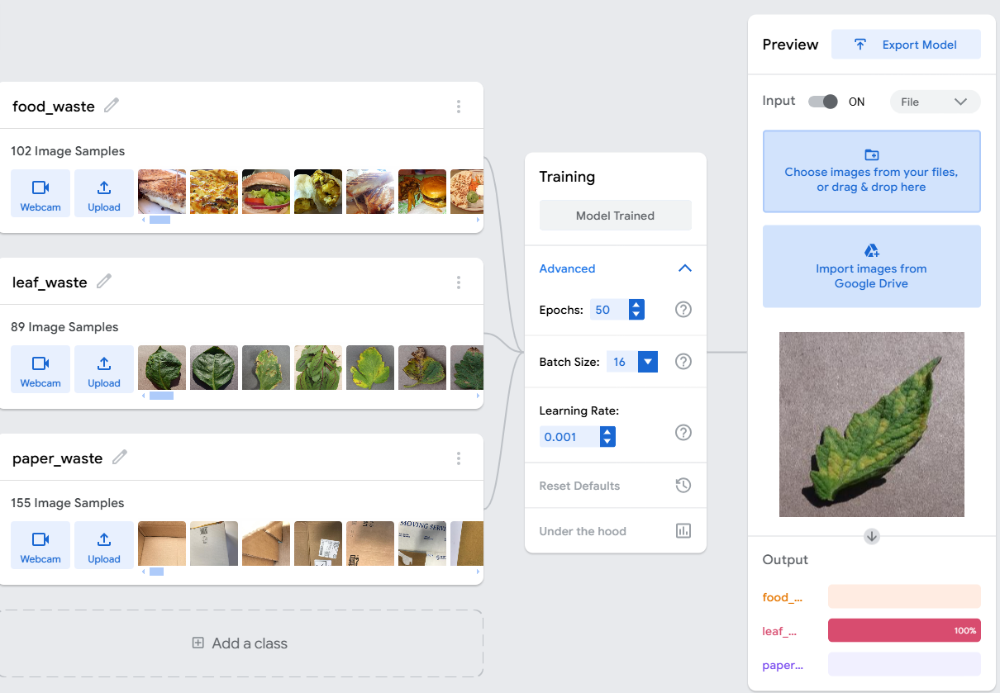 food_waste
102 Image Samples
Webcam
Upload
leaf_waste
89 Image Samples
Webcam
Upload
paper_waste
155 Image Samples
Webcam
Upload
MOVING SERV
Add a class
Training
Model Trained
Advanced
Epochs: 50
Batch Size: 16
Learning Rate:
0.001
Reset Defaults
Under the hood
Preview
Export Model
Input ON File
Choose images from your files,
or drag & drop here
Import images from
Google Drive
Output
food_...
leaf_... 100%
paper...